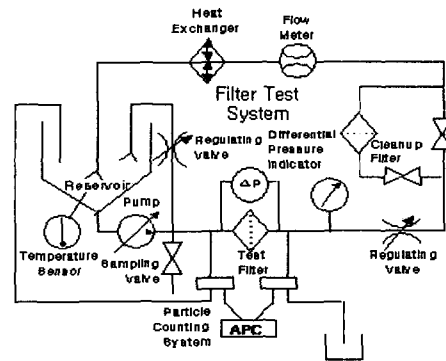 Heat
Exchanger
Flow
Meter
Filter Test
System
Regulating
Valve
Differential
Pressure
Indicator
Cleanup
Filter
Reservoir
Pump
ΔP
Temperature
Sensor
Sampling
Valve
Test
Filter
Regulating
Valve
Particle
Counting
System
APC